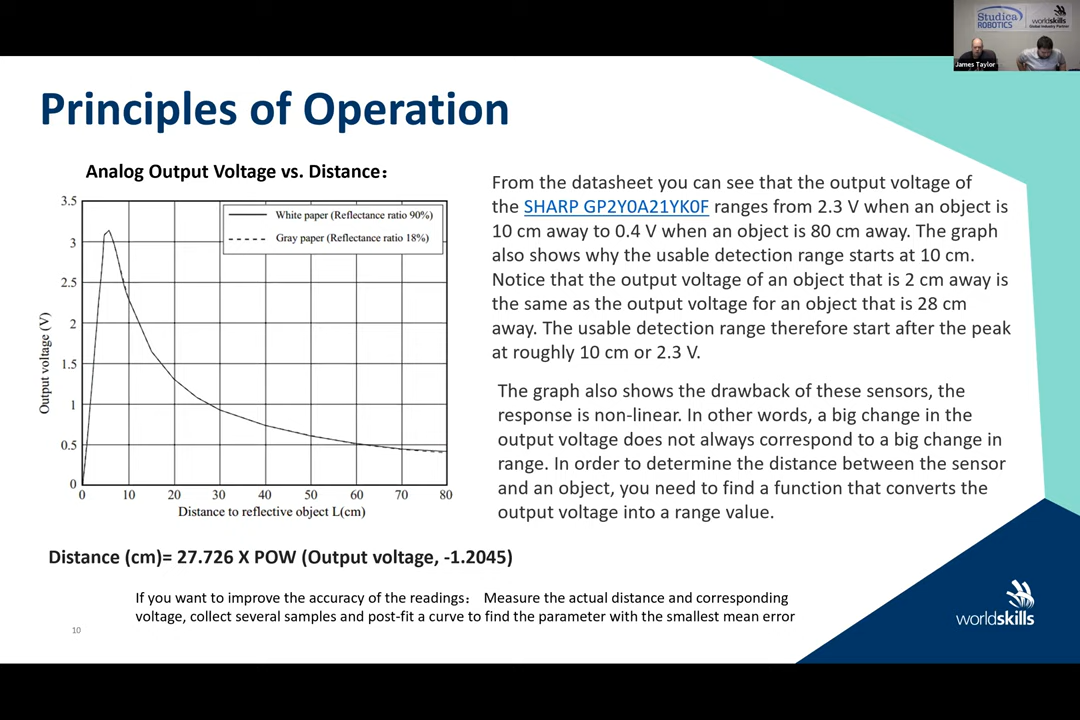 Studica
ROBOTICS
worldskills
Global Industry Partner
James Taylor
Principles of Operation
Analog Output Voltage vs. Distance：
3.5
3
2.5
2
1.5
1
0.5
0
Output voltage (V)
White paper (Reflectance ratio 90%)
Gray paper (Reflectance ratio 18%)
0 10 20 30 40 50 60 70 80
Distance to reflective object L(cm)
From the datasheet you can see that the output voltage of
the SHARP GP2Y0A21YK0F ranges from 2.3 V when an object is
10 cm away to 0.4 V when an object is 80 cm away. The graph
also shows why the usable detection range starts at 10 cm.
Notice that the output voltage of an object that is 2 cm away is
the same as the output voltage for an object that is 28 cm
away. The usable detection range therefore start after the peak
at roughly 10 cm or 2.3 V.
The graph also shows the drawback of these sensors, the
response is non-linear. In other words, a big change in the
output voltage does not always correspond to a big change in
range. In order to determine the distance between the sensor
and an object, you need to find a function that converts the
output voltage into a range value.
Distance (cm)= 27.726 X POW (Output voltage, -1.2045)
If you want to improve the accuracy of the readings： Measure the actual distance and corresponding
voltage, collect several samples and post-fit a curve to find the parameter with the smallest mean error
10
worldskills